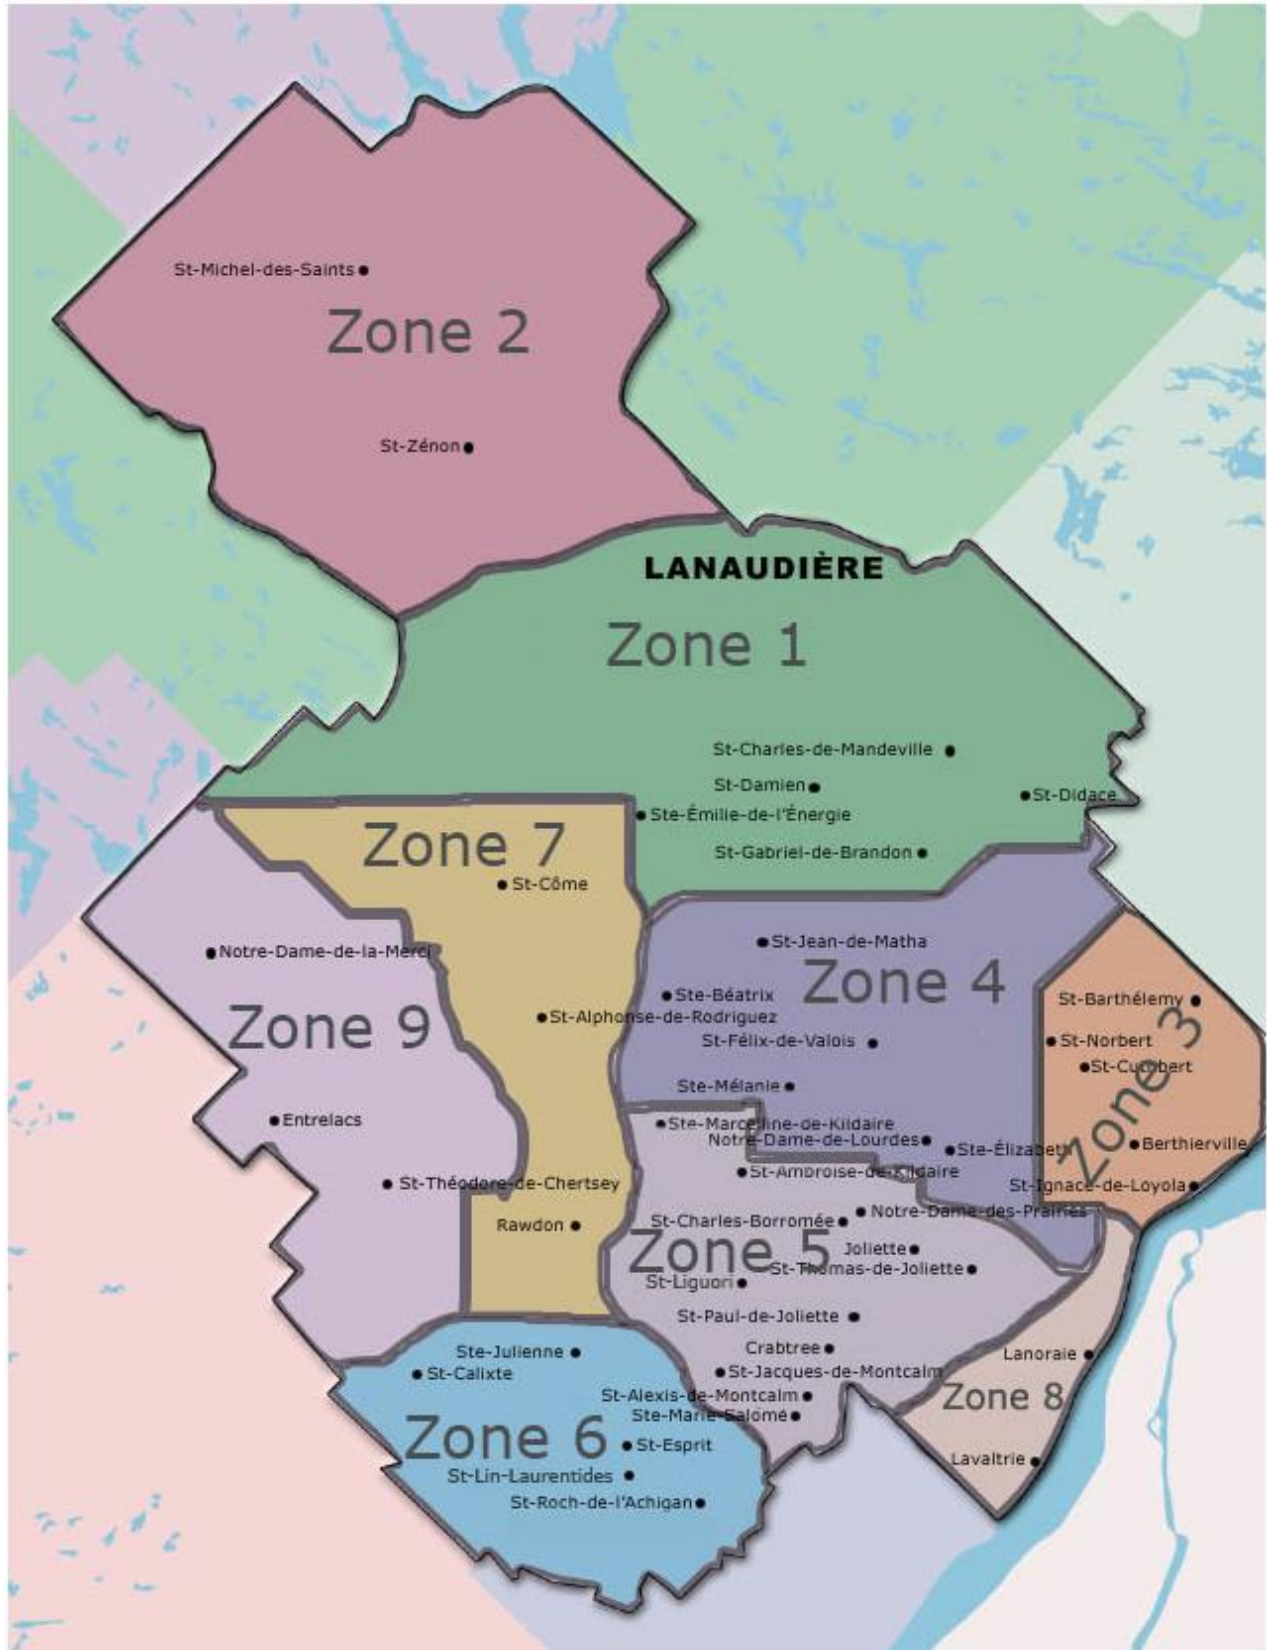 St-Michel-des-Saints
Zone 2
St-Zénon
LANAUDIÈRE
Zone 1
St-Charles-de-Mandeville
St-Damien
St-Didace
Ste-Émilie-de-l'Énergie
Zone 7
St-Gabriel-de-Brandon
St-Côme
St-Jean-de-Matha
Notre-Dame-de-la-Merci
Zone 4
Ste-Béatrix
St-Barthélemy
Zone 9
St-Alphonse-de-Rodriguez
St-Félix-de-Valois
St-Norbert
St-Cuthbert
Zone 3
Ste-Mélanie
Entrelacs
Ste-Marcelline-de-Kildaire
Notre-Dame-de-Lourdes
Ste-Élizabeth
Berthierville
St-Ambroise-de-Kildaire
St-Théodore-de-Chertsey
St-Ignace-de-Loyola
Rawdon
St-Charles-Borromée
Notre-Dame-des-Prairies
Zone 5
Joliette
St-Thomas-de-Joliette
St-Liguori
St-Paul-de-Joliette
Ste-Julienne
Crabtree
Lanoraie
St-Calixte
St-Jacques-de-Montcalm
St-Alexis-de-Montcalm
Zone 8
Ste-Marie-Salomé
Zone 6
St-Esprit
Lavaltrie
St-Lin-Laurentides
St-Roch-de-l'Achigan